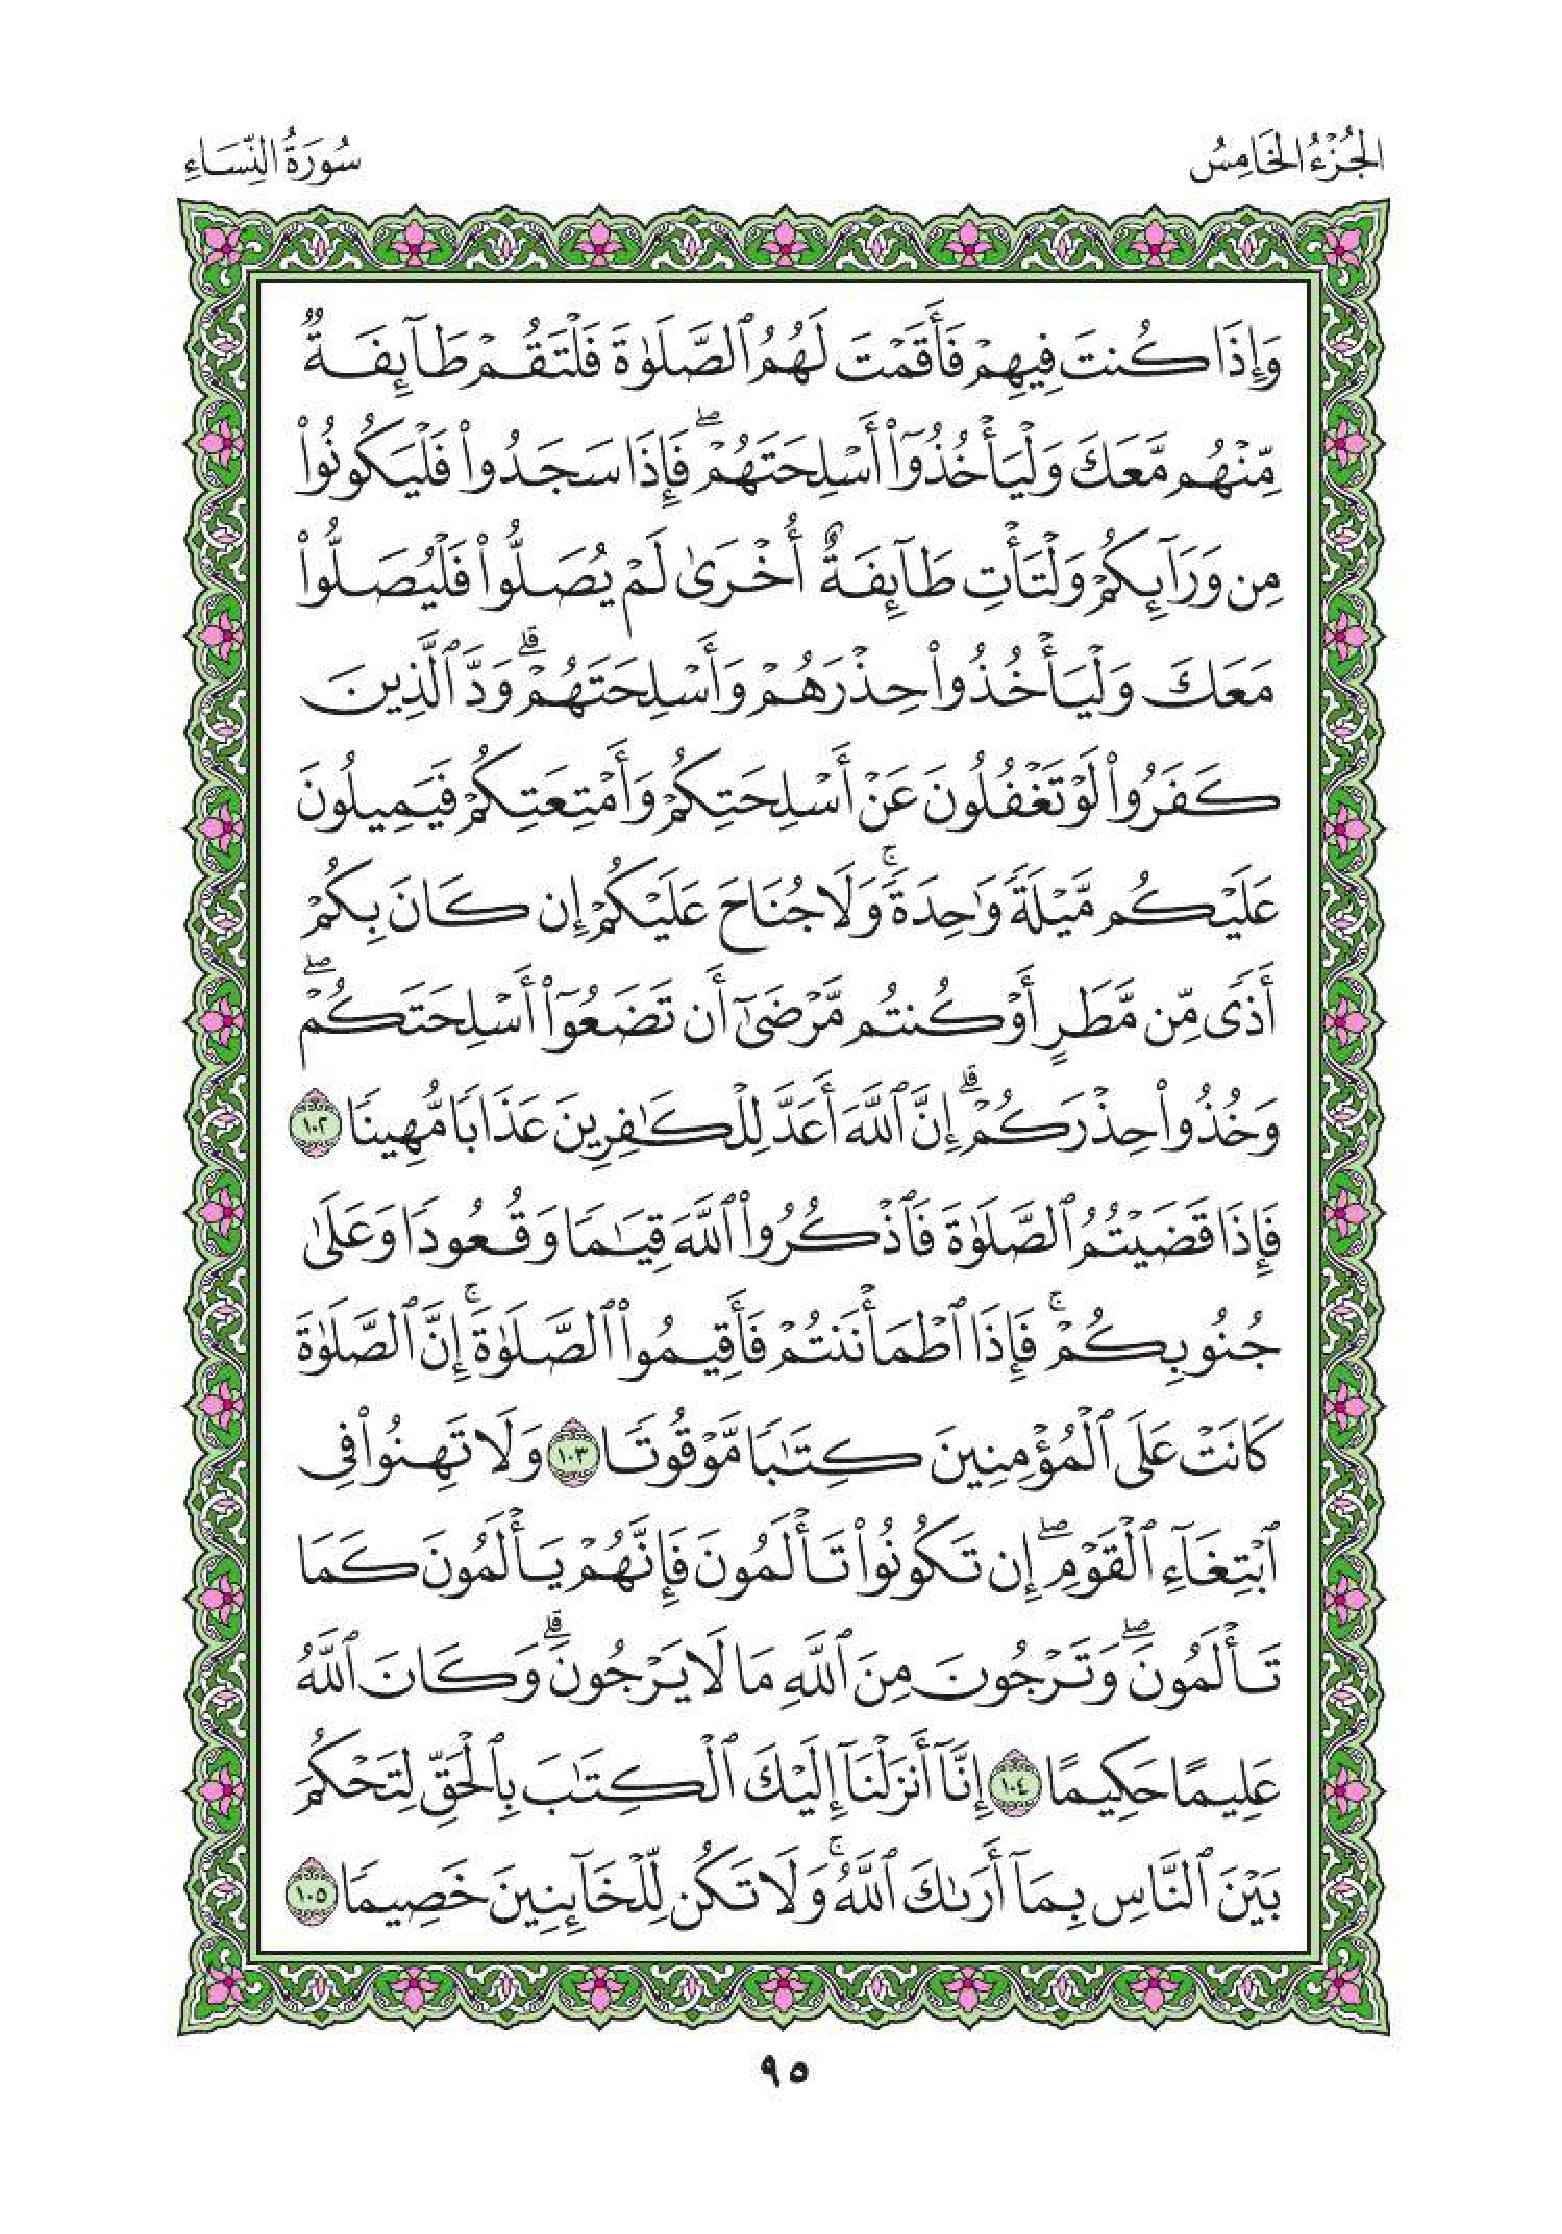 الجُزْءُ الخَامِسُ
سُورَةُ النِّسَاءِ
وَإِذَا كُنتَ فِيهِمْ فَأَقَمْتَ لَهُمُ ٱلصَّلَوٰةَ فَلْتَقُمْ طَآئِفَةٌ
مِّنْهُم مَّعَكَ وَلْيَأْخُذُوٓاْ أَسْلِحَتَهُمْۖ فَإِذَا سَجَدُواْ فَلْيَكُونُواْ
مِن وَرَآئِكُمْ وَلْتَأْتِ طَآئِفَةٌ أُخْرَىٰ لَمْ يُصَلُّواْ فَلْيُصَلُّواْ
مَعَكَ وَلْيَأْخُذُواْ حِذْرَهُمْ وَأَسْلِحَتَهُمْۗ وَدَّ ٱلَّذِينَ
كَفَرُواْ لَوْ تَغْفُلُونَ عَنْ أَسْلِحَتِكُمْ وَأَمْتِعَتِكُمْ فَيَمِيلُونَ
عَلَيْكُم مَّيْلَةً وَٰحِدَةًۚ وَلَا جُنَاحَ عَلَيْكُمْ إِن كَانَ بِكُمْ
أَذًى مِّن مَّطَرٍ أَوْ كُنتُم مَّرْضَىٰٓ أَن تَضَعُوٓاْ أَسْلِحَتَكُمْۖ
وَخُذُواْ حِذْرَكُمْۗ إِنَّ ٱللَّهَ أَعَدَّ لِلْكَٰفِرِينَ عَذَابًا مُّهِينًا ١٠٢
فَإِذَا قَضَيْتُمُ ٱلصَّلَوٰةَ فَٱذْكُرُواْ ٱللَّهَ قِيَٰمًا وَقُعُودًا وَعَلَىٰ
جُنُوبِكُمْۚ فَإِذَا ٱطْمَأْنَنتُمْ فَأَقِيمُواْ ٱلصَّلَوٰةَۚ إِنَّ ٱلصَّلَوٰةَ
كَانَتْ عَلَى ٱلْمُؤْمِنِينَ كِتَٰبًا مَّوْقُوتًا ١٠٣ وَلَا تَهِنُواْ فِى
ٱبْتِغَآءِ ٱلْقَوْمِۖ إِن تَكُونُواْ تَأْلَمُونَ فَإِنَّهُمْ يَأْلَمُونَ كَمَا
تَأْلَمُونَۖ وَتَرْجُونَ مِنَ ٱللَّهِ مَا لَا يَرْجُونَۗ وَكَانَ ٱللَّهُ
عَلِيمًا حَكِيمًا ١٠٤ إِنَّآ أَنزَلْنَآ إِلَيْكَ ٱلْكِتَٰبَ بِٱلْحَقِّ لِتَحْكُمَ
بَيْنَ ٱلنَّاسِ بِمَآ أَرَىٰكَ ٱللَّهُۚ وَلَا تَكُن لِّلْخَآئِنِينَ خَصِيمًا ١٠٥
٩٥